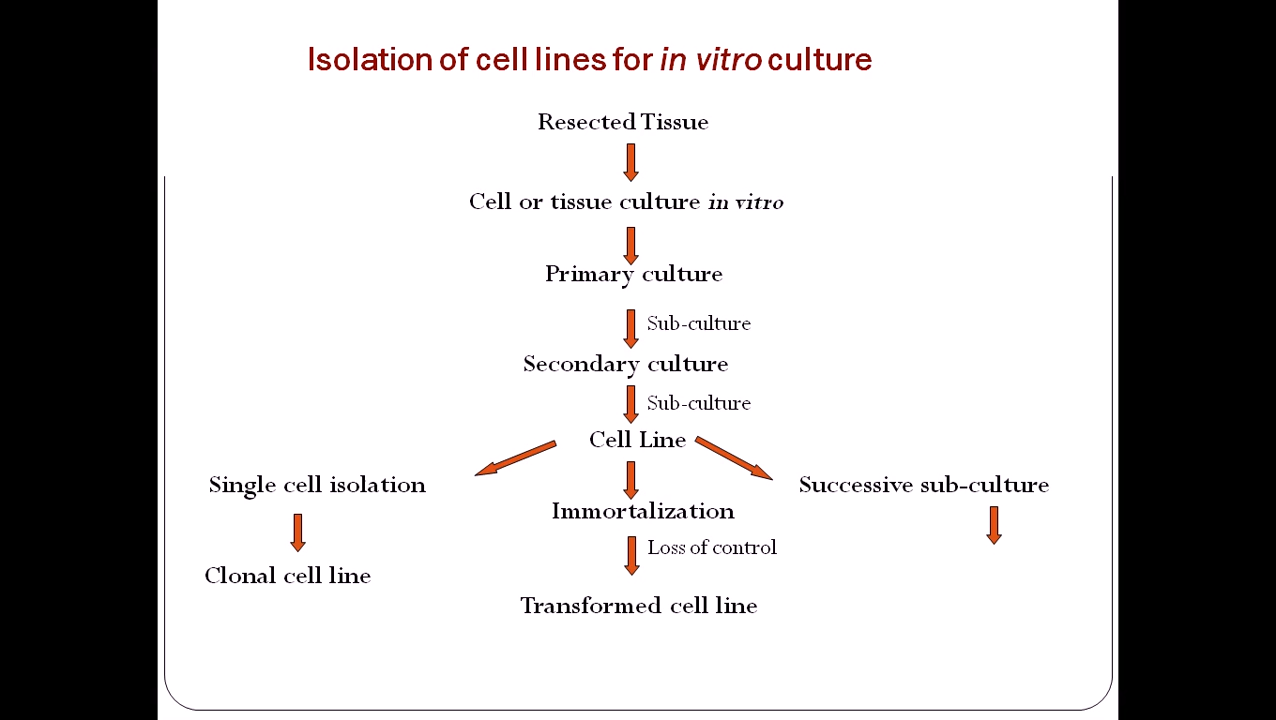 Isolation of cell lines for in vitro culture
Resected Tissue
Cell or tissue culture in vitro
Primary culture
Sub-culture
Secondary culture
Sub-culture
Cell Line
Single cell isolation
Successive sub-culture
Immortalization
Loss of control
Clonal cell line
Transformed cell line